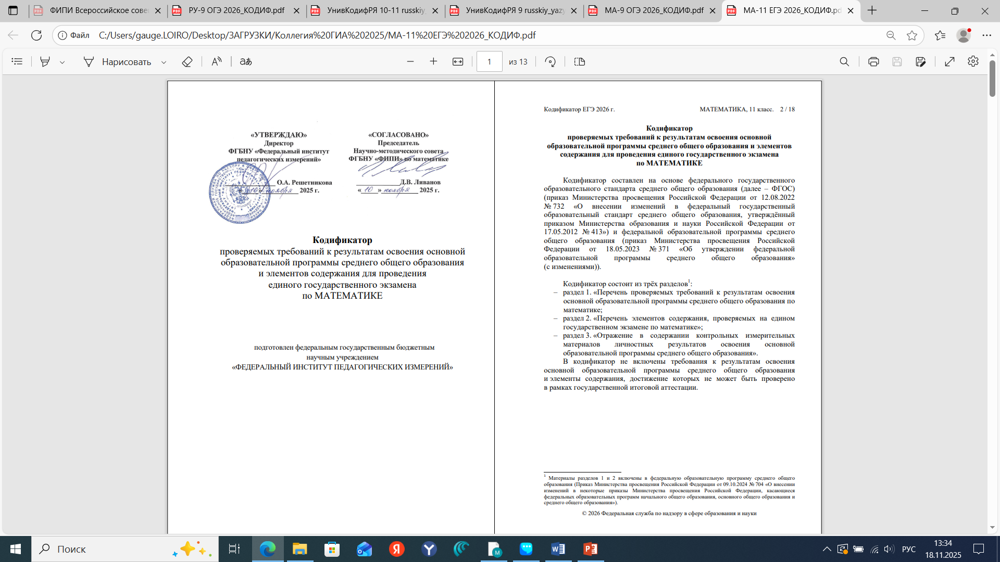 ФИПИ Всероссийское сове
РУ-9 ОГЭ 2026_КОДИФ.pdf
УнивКодифРЯ 10-11 russkiy_
УнивКодифРЯ 9 russkiy_yazy
МА-9 ОГЭ 2026_КОДИФ.pdf
МА-11 ЕГЭ 2026_КОДИФ.pd
Файл
C:/Users/gauge.LOIRO/Desktop/ЗАГРУЗКИ/Коллегия%20ГИА%202025/МА-11%20ЕГЭ%202026_КОДИФ.pdf
Нарисовать
1 из 13
«УТВЕРЖДАЮ»
Директор
ФГБНУ «Федеральный институт
педагогических измерений»
О.А. Решетникова
«10» ноября 2025 г.
«СОГЛАСОВАНО»
Председатель
Научно-методического совета
ФГБНУ «ФИПИ» по математике
Д.В. Ливанов
«10» ноября 2025 г.
Кодификатор
проверяемых требований к результатам освоения основной
образовательной программы среднего общего образования
и элементов содержания для проведения
единого государственного экзамена
по МАТЕМАТИКЕ
подготовлен федеральным государственным бюджетным
научным учреждением
«ФЕДЕРАЛЬНЫЙ ИНСТИТУТ ПЕДАГОГИЧЕСКИХ ИЗМЕРЕНИЙ»
Кодификатор ЕГЭ 2026 г. МАТЕМАТИКА, 11 класс. 2 / 18
Кодификатор
проверяемых требований к результатам освоения основной
образовательной программы среднего общего образования и элементов
содержания для проведения единого государственного экзамена
по МАТЕМАТИКЕ
Кодификатор составлен на основе федерального государственного
образовательного стандарта среднего общего образования (далее – ФГОС)
(приказ Министерства просвещения Российской Федерации от 12.08.2022
№ 732 «О внесении изменений в федеральный государственный
образовательный стандарт среднего общего образования, утверждённый
приказом Министерства образования и науки Российской Федерации от
17.05.2012 № 413») и федеральной образовательной программы среднего
общего образования (приказ Министерства просвещения Российской
Федерации от 18.05.2023 № 371 «Об утверждении федеральной
образовательной программы среднего общего образования»
(с изменениями)).
Кодификатор состоит из трёх разделов1:
– раздел 1. «Перечень проверяемых требований к результатам освоения
основной образовательной программы среднего общего образования по
математике;
– раздел 2. «Перечень элементов содержания, проверяемых на едином
государственном экзамене по математике»;
– раздел 3. «Отражение в содержании контрольных измерительных
материалов личностных результатов освоения основной
образовательной программы среднего общего образования».
В кодификатор не включены требования к результатам освоения
основной образовательной программы среднего общего образования
и элементы содержания, достижение которых не может быть проверено
в рамках государственной итоговой аттестации.
1 Материалы разделов 1 и 2 включены в федеральную образовательную программу среднего общего
образования (Приказ Министерства просвещения Российской Федерации от 09.10.2024 № 704 «О внесении
изменений в некоторые приказы Министерства просвещения Российской Федерации, касающиеся
федеральных образовательных программ начального общего образования, основного общего образования и
среднего общего образования»).
© 2026 Федеральная служба по надзору в сфере образования и науки
Поиск
РУС
13:34
18.11.2025